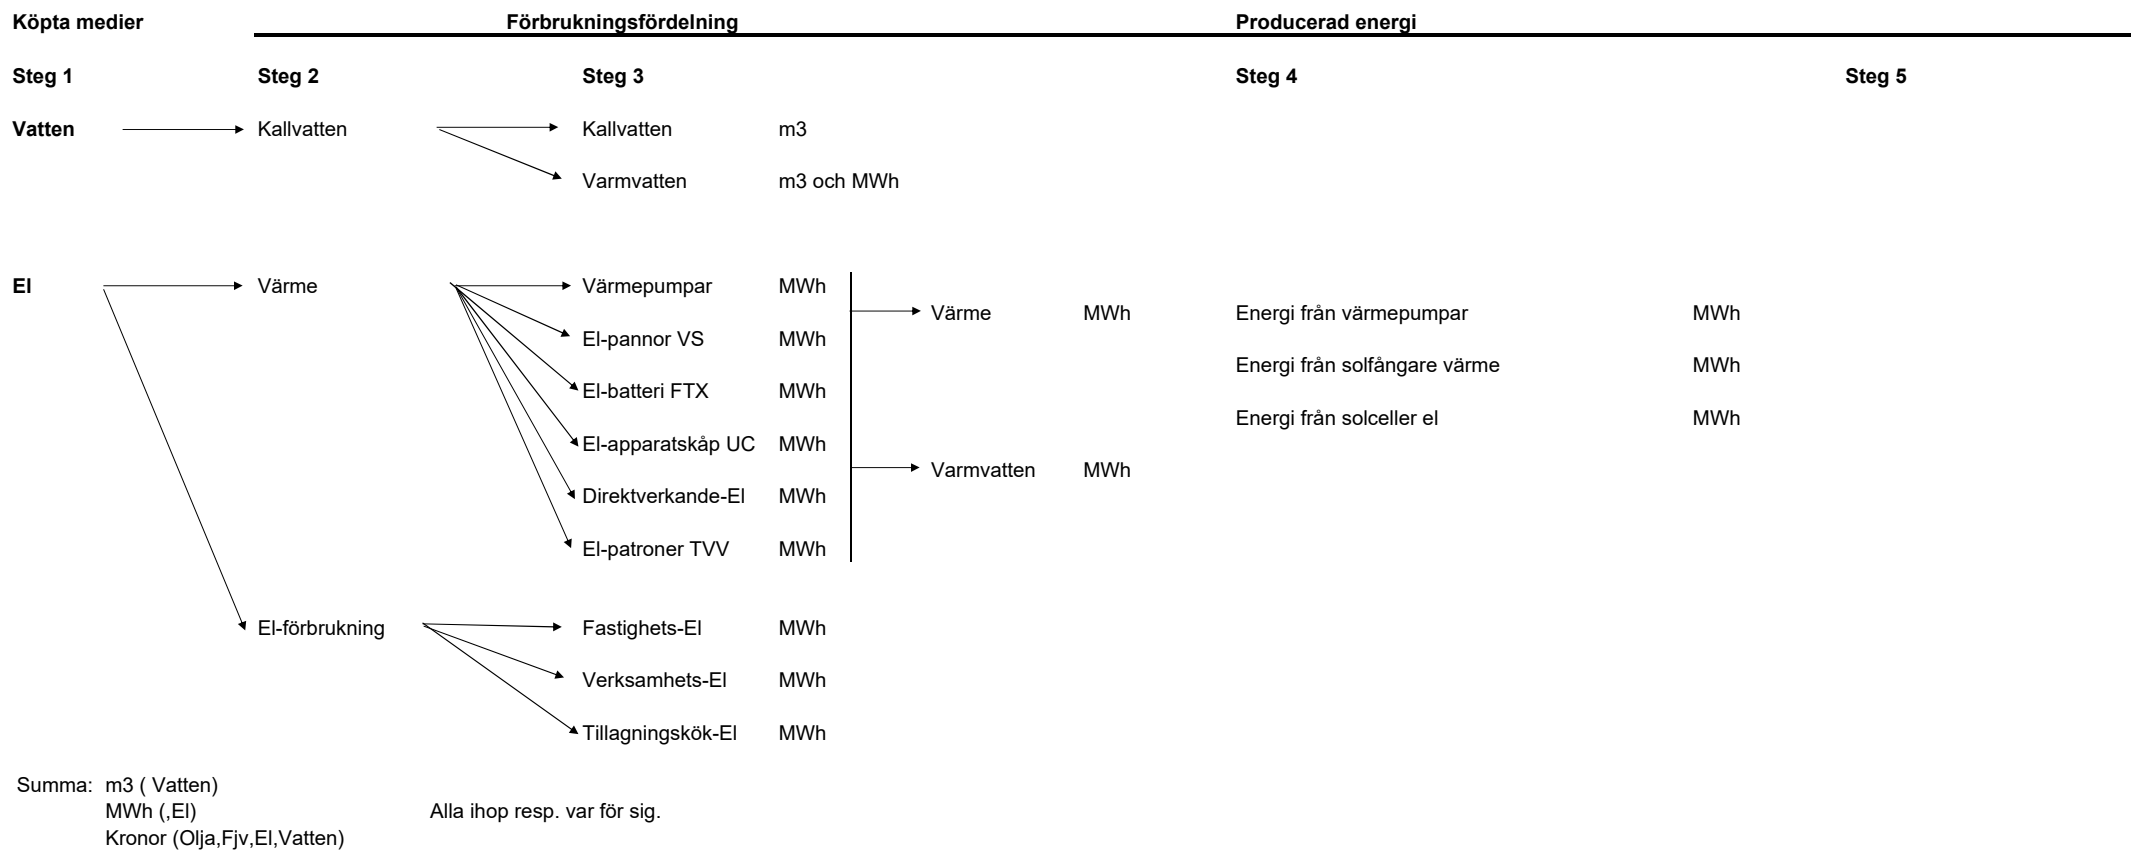 Köpta medier Förbrukningsfördelning Producerad energi
Steg 1 Steg 2 Steg 3 Steg 4 Steg 5
Vatten Kallvatten Kallvatten m3
Varmvatten m3 och MWh
El Värme Värmepumpar MWh
Värme MWh Energi från värmepumpar MWh
El-pannor VS MWh
Energi från solfångare värme MWh
El-batteri FTX MWh
Energi från solceller el MWh
El-apparatskåp UC MWh
Varmvatten MWh
Direktverkande-El MWh
El-patroner TVV MWh
El-förbrukning Fastighets-El MWh
Verksamhets-El MWh
Tillagningskök-El MWh
Summa: m3 ( Vatten)
MWh (,El) Alla ihop resp. var för sig.
Kronor (Olja,Fjv,El,Vatten)